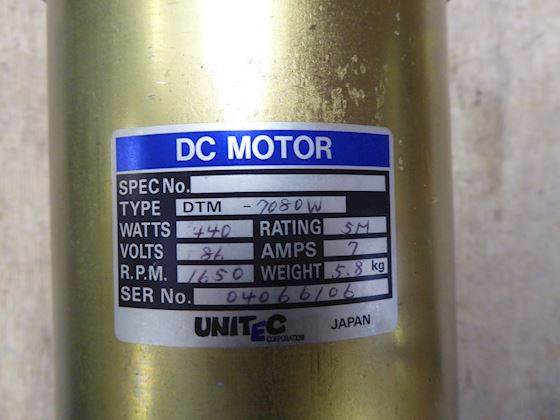 DC MOTOR
SPEC No.
TYPE DTM - 7080W
WATTS 440 RATING 5M
VOLTS 86 AMPS 7
R.P.M. 1650 WEIGHT 5.8 kg
SER No. 04066106
UNITEC
CORPORATION
JAPAN